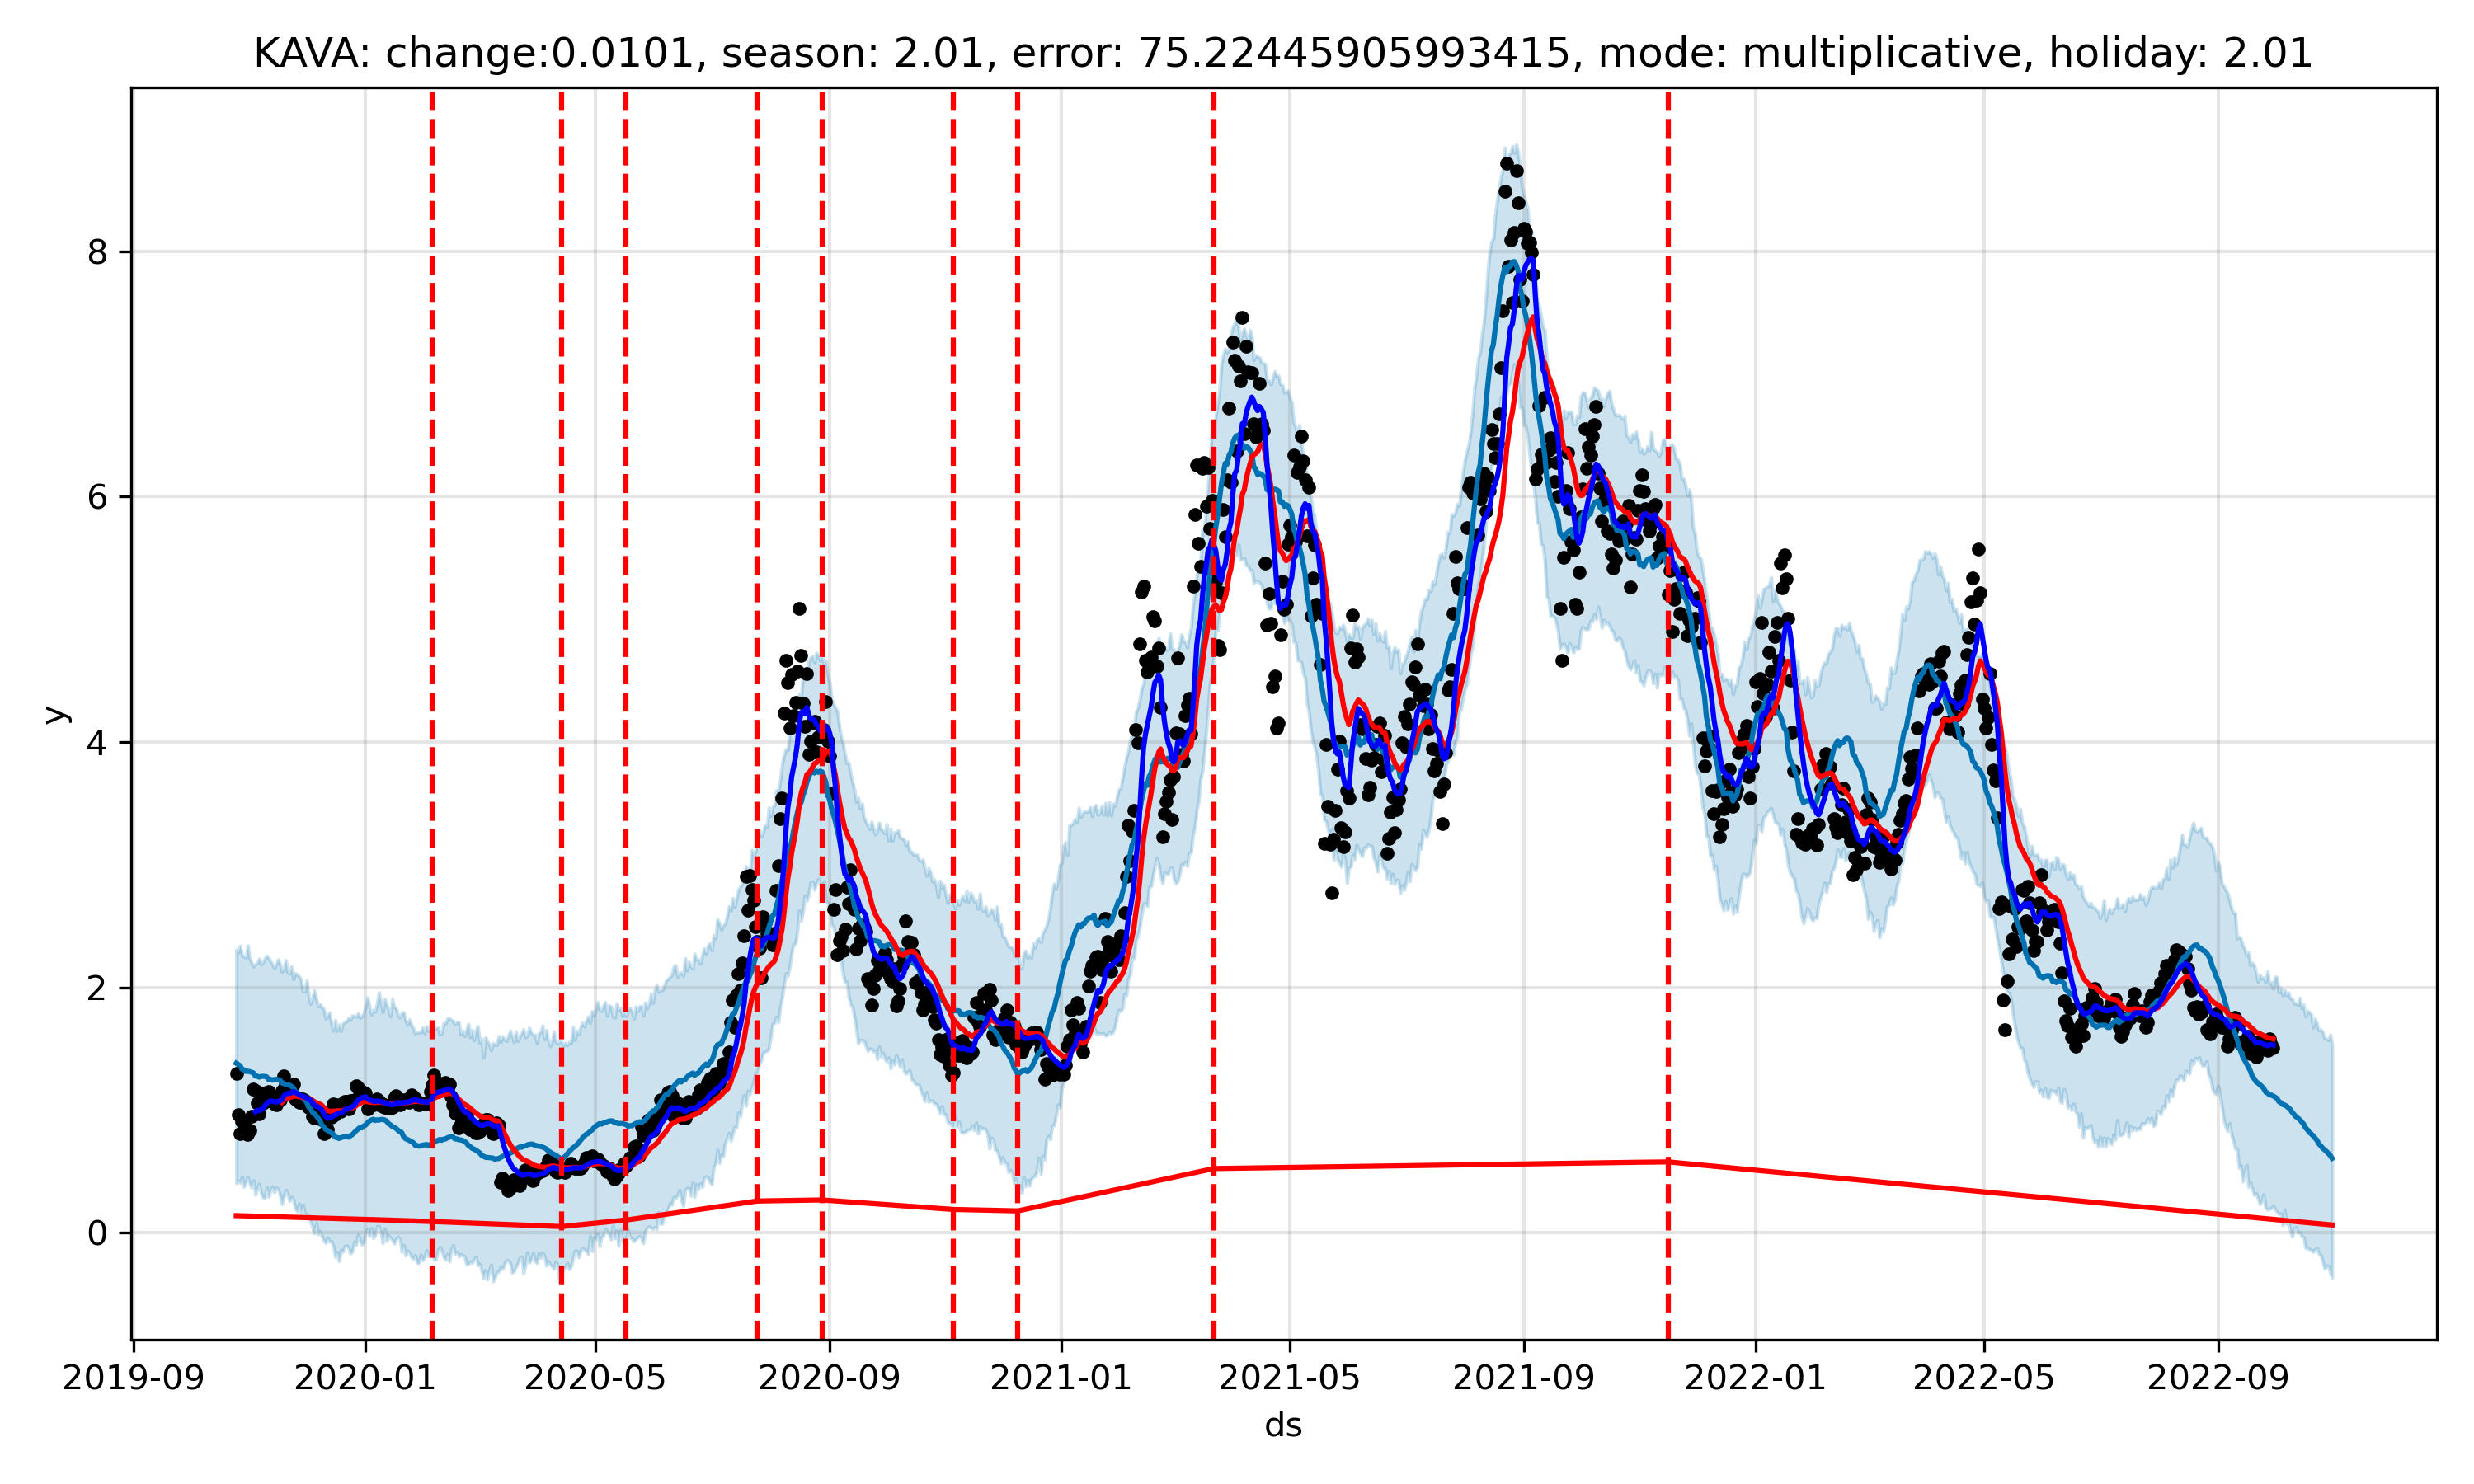 KAVA: change:0.0101, season: 2.01, error: 75.22445905993415, mode: multiplicative, holiday: 2.01
8
6
4
2
0
y
2019-09 2020-01 2020-05 2020-09 2021-01 2021-05 2021-09 2022-01 2022-05 2022-09
ds